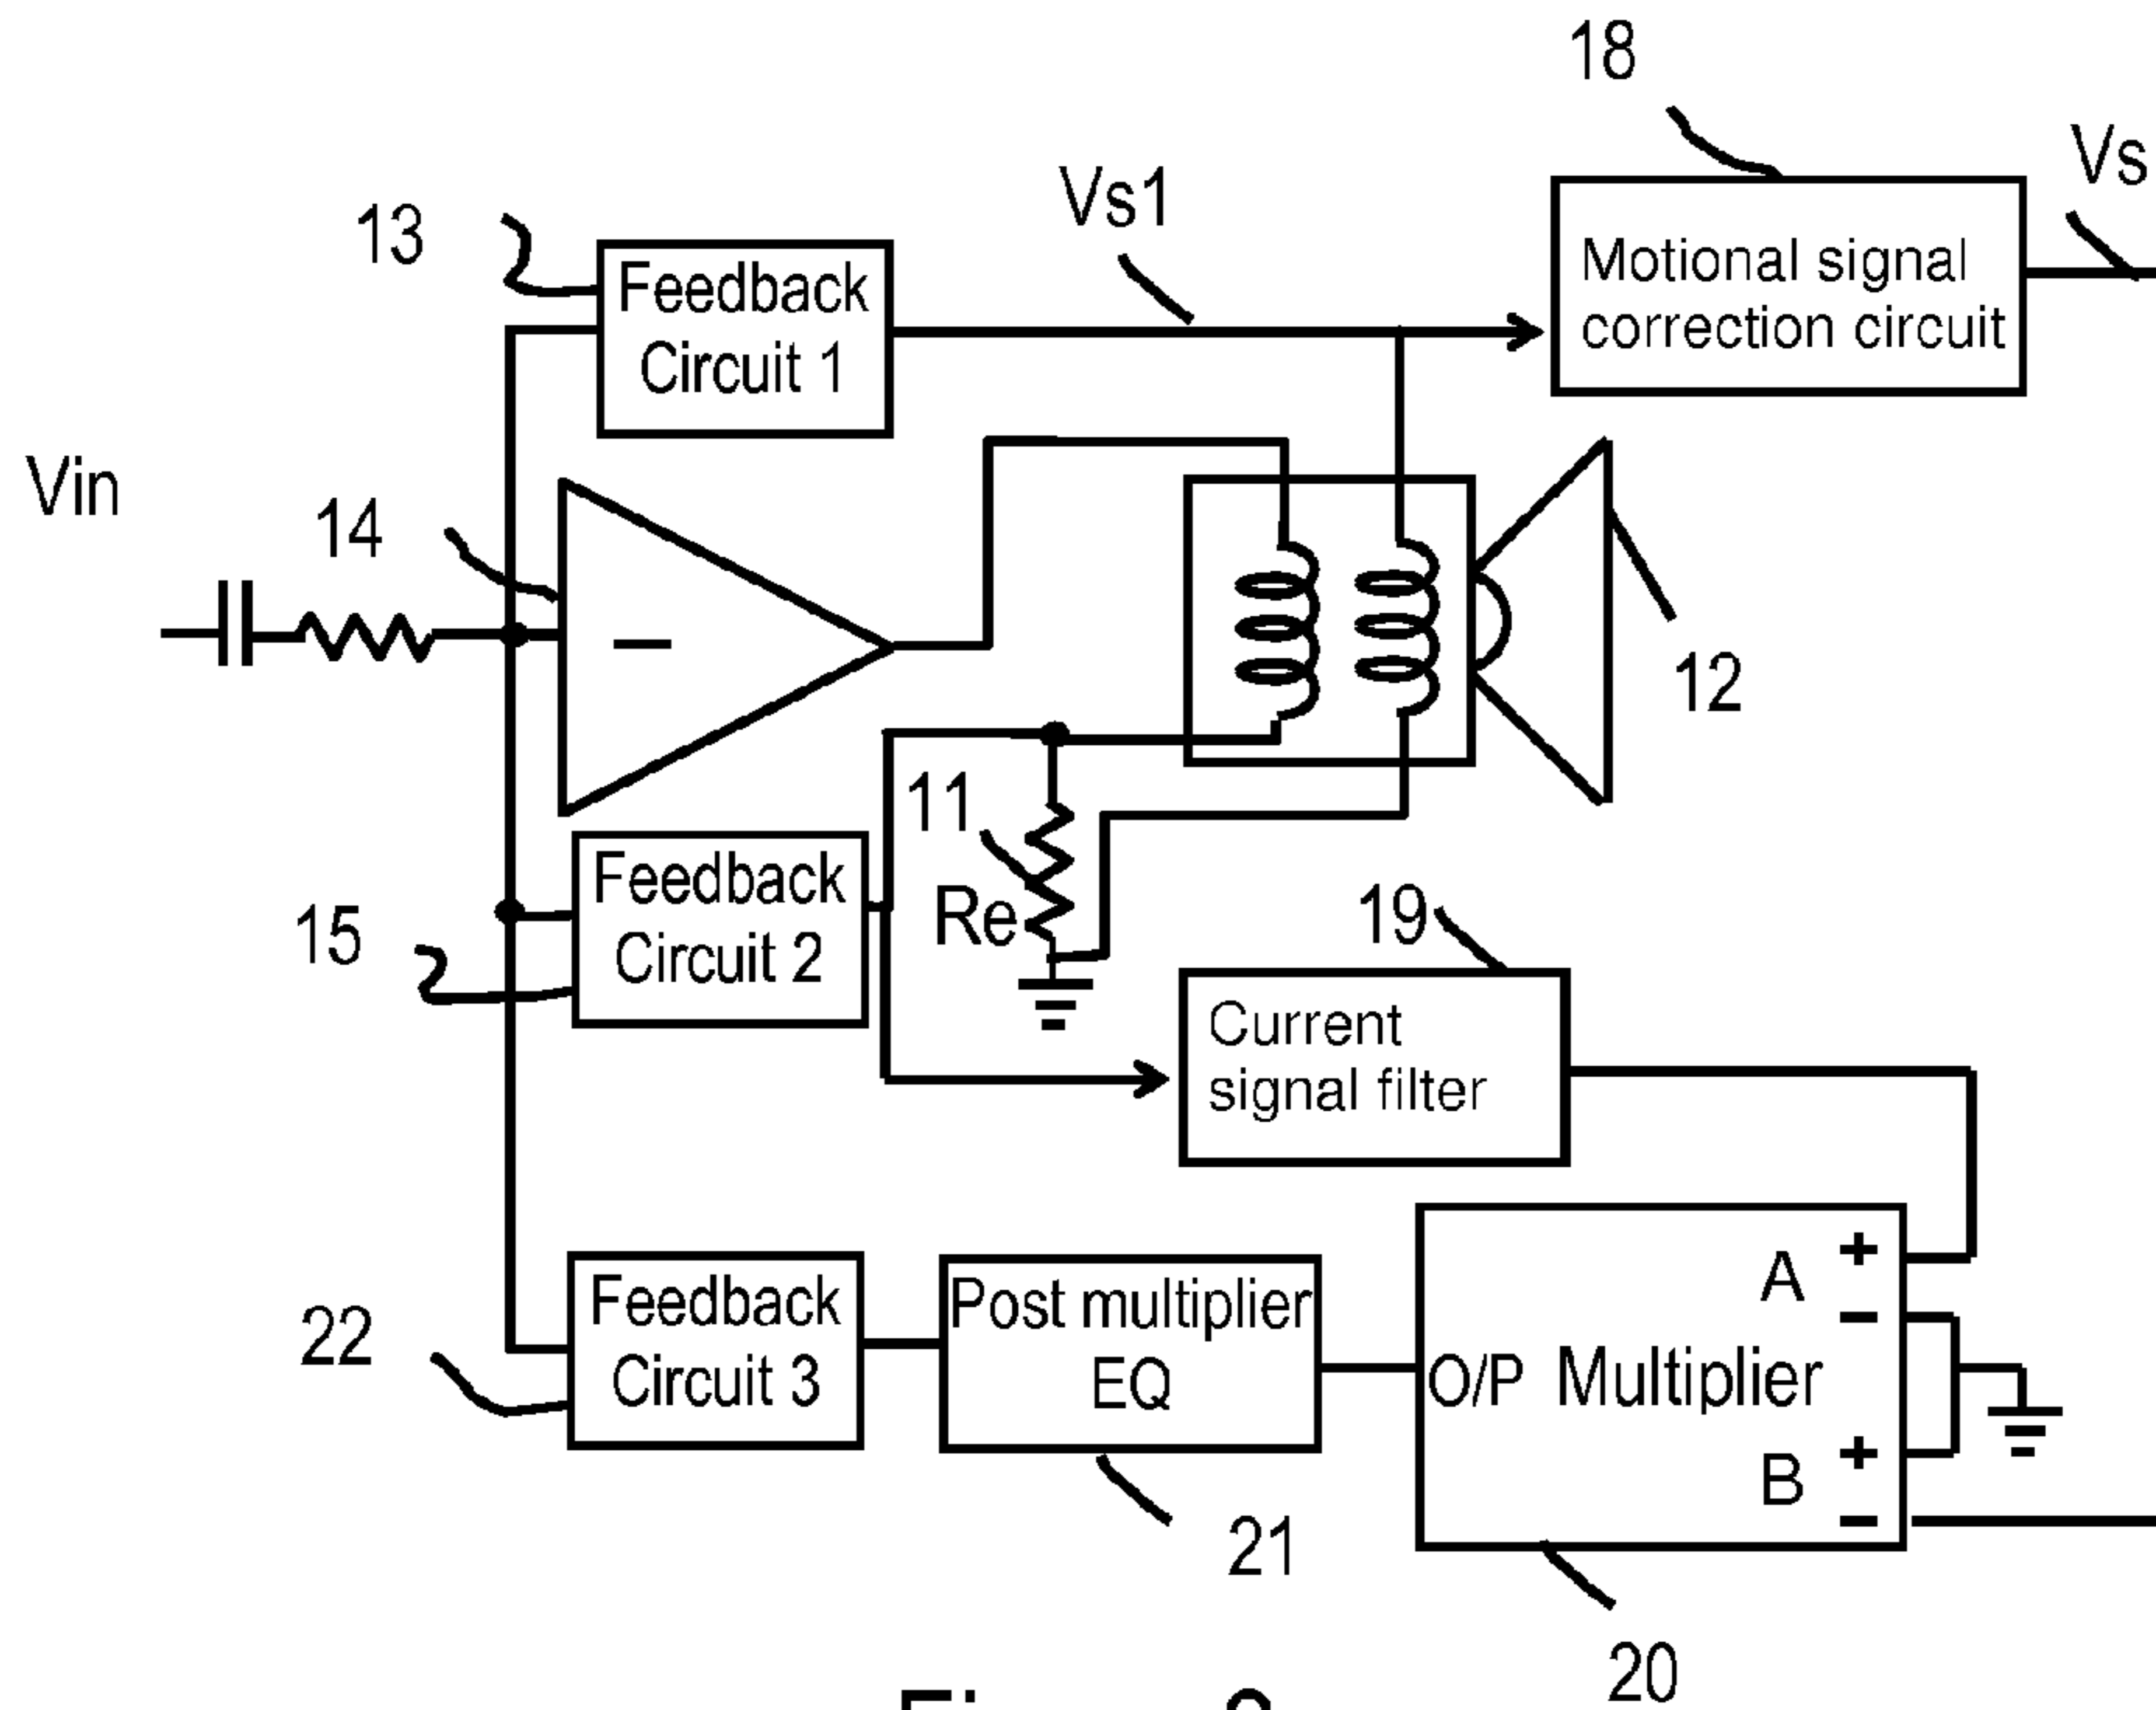 18
Vs
Vs1
13
Feedback
Circuit 1
Motional signal
correction circuit
Vin
14
12
11
Re
Feedback
Circuit 2
15
19
Current
signal filter
22
Feedback
Circuit 3
Post multiplier
EQ
O/P Multiplier
A
+
−
B
+
−
21
20